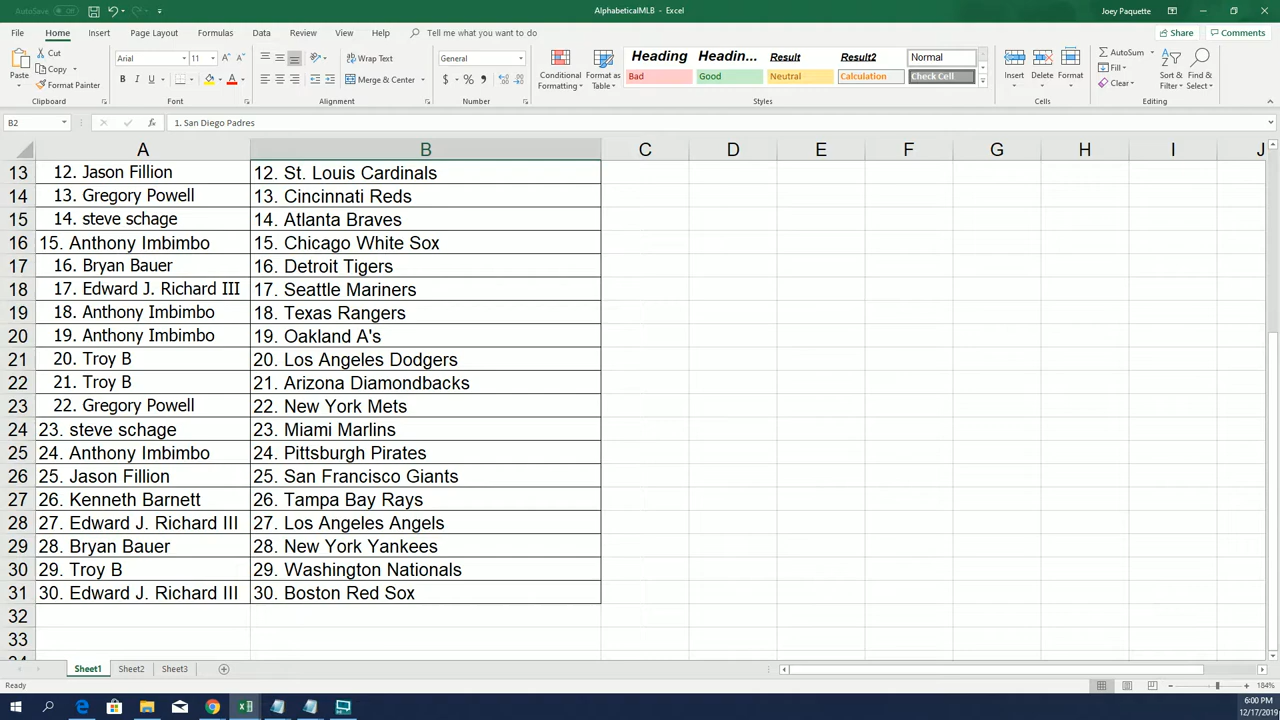 AutoSave Off
AlphabeticalMLB - Excel
Joey Paquette
File Home Insert Page Layout Formulas Data Review View Help Tell me what you want to do
Share Comments
Paste Cut Copy Format Painter Clipboard
Arial 11 B I U A Font
Wrap Text Merge & Center Alignment
General $ % , Number
Conditional Formatting Format as Table
Heading Headin... Result Result2 Normal
Bad Good Neutral Calculation Check Cell
Styles
Insert Delete Format Cells
AutoSum Fill Clear Sort & Filter Find & Select Editing
B2 fx 1. San Diego Padres
A B C D E F G H I J
13 12. Jason Fillion 12. St. Louis Cardinals
14 13. Gregory Powell 13. Cincinnati Reds
15 14. steve schage 14. Atlanta Braves
16 15. Anthony Imbimbo 15. Chicago White Sox
17 16. Bryan Bauer 16. Detroit Tigers
18 17. Edward J. Richard III 17. Seattle Mariners
19 18. Anthony Imbimbo 18. Texas Rangers
20 19. Anthony Imbimbo 19. Oakland A's
21 20. Troy B 20. Los Angeles Dodgers
22 21. Troy B 21. Arizona Diamondbacks
23 22. Gregory Powell 22. New York Mets
24 23. steve schage 23. Miami Marlins
25 24. Anthony Imbimbo 24. Pittsburgh Pirates
26 25. Jason Fillion 25. San Francisco Giants
27 26. Kenneth Barnett 26. Tampa Bay Rays
28 27. Edward J. Richard III 27. Los Angeles Angels
29 28. Bryan Bauer 28. New York Yankees
30 29. Troy B 29. Washington Nationals
31 30. Edward J. Richard III 30. Boston Red Sox
32
33
Sheet1 Sheet2 Sheet3
Ready
184%
6:00 PM
12/17/2019